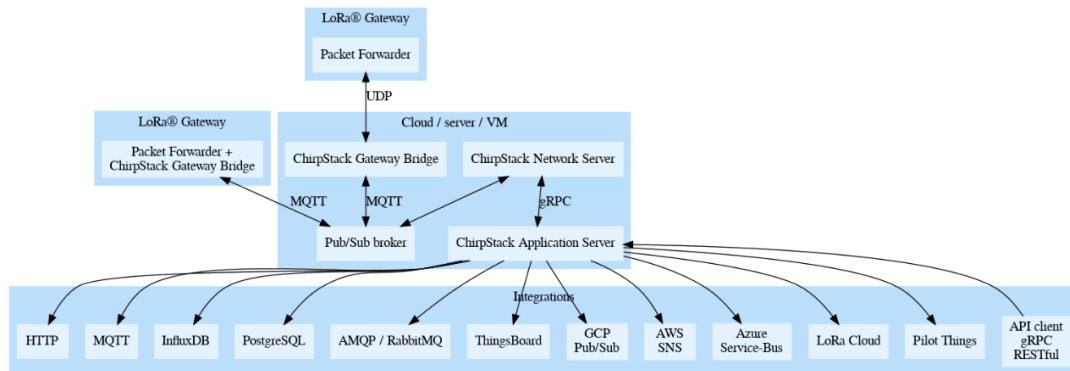 LoRa® Gateway
Packet Forwarder
UDP
LoRa® Gateway
Packet Forwarder +
ChirpStack Gateway Bridge
Cloud / server / VM
ChirpStack Gateway Bridge
ChirpStack Network Server
MQTT
MQTT
gRPC
Pub/Sub broker
ChirpStack Application Server
Integrations
HTTP
MQTT
InfluxDB
PostgreSQL
AMQP / RabbitMQ
ThingsBoard
GCP
Pub/Sub
AWS
SNS
Azure
Service-Bus
LoRa Cloud
Pilot Things
API client
gRPC
RESTful